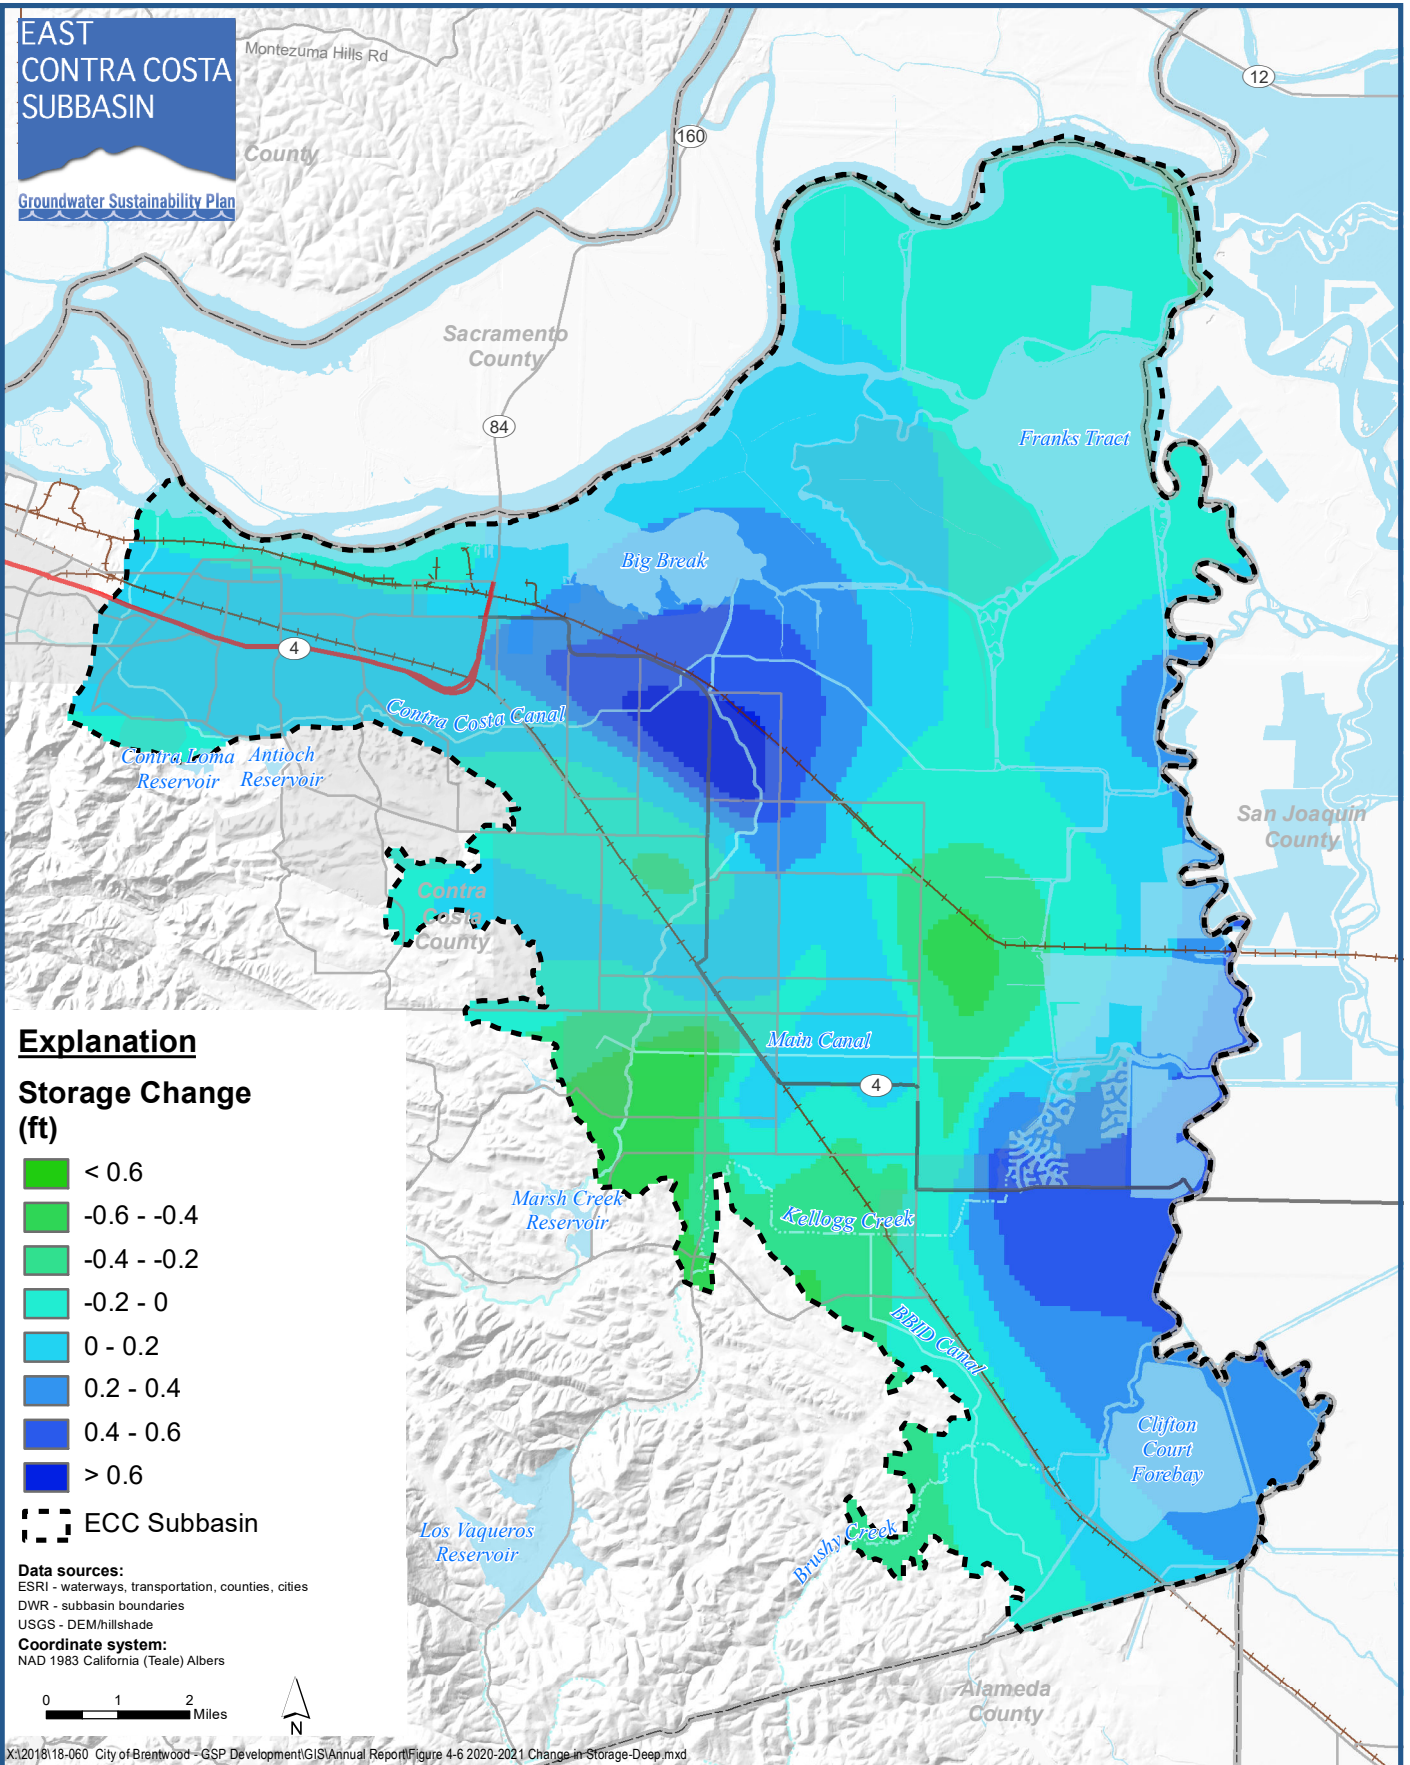 EAST
CONTRA COSTA
SUBBASIN
Groundwater Sustainability Plan
Montezuma Hills Rd
County
160
12
Sacramento
County
84
Franks Tract
Big Break
4
Contra Costa Canal
Contra Loma
Reservoir
Antioch
Reservoir
San Joaquin
County
Contra
Costa
County
Main Canal
4
Marsh Creek
Reservoir
Kellogg Creek
BBID Canal
Clifton
Court
Forebay
Los Vaqueros
Reservoir
Brushy Creek
Alameda
County
Explanation
Storage Change
(ft)
< 0.6
-0.6 - -0.4
-0.4 - -0.2
-0.2 - 0
0 - 0.2
0.2 - 0.4
0.4 - 0.6
> 0.6
ECC Subbasin
Data sources:
ESRI - waterways, transportation, counties, cities
DWR - subbasin boundaries
USGS - DEM/hillshade
Coordinate system:
NAD 1983 California (Teale) Albers
0 1 2
Miles
N
X:\2018\18-060 City of Brentwood - GSP Development\GIS\Annual Report\Figure 4-6 2020-2021 Change in Storage-Deep.mxd